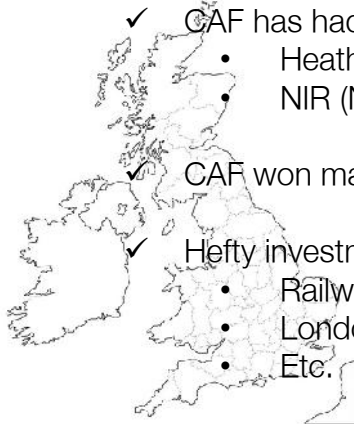 ✓ CAF has had
• Heath
• NIR (N
✓ CAF won ma
✓ Hefty investm
• Railw
• Londo
• Etc.